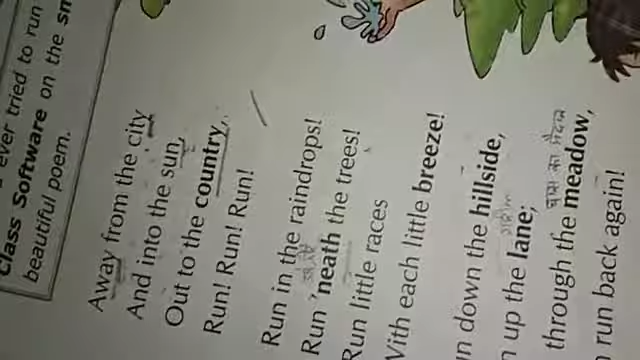 ever tried to run
Class Software on the
beautiful poem.
Away from the city
And into the sun,
Out to the country,
Run! Run! Run!
Run in the raindrops!
Run 'neath the trees!
Run little races
With each little breeze!
down the hillside,
up the lane;
through the meadow,
run back again!